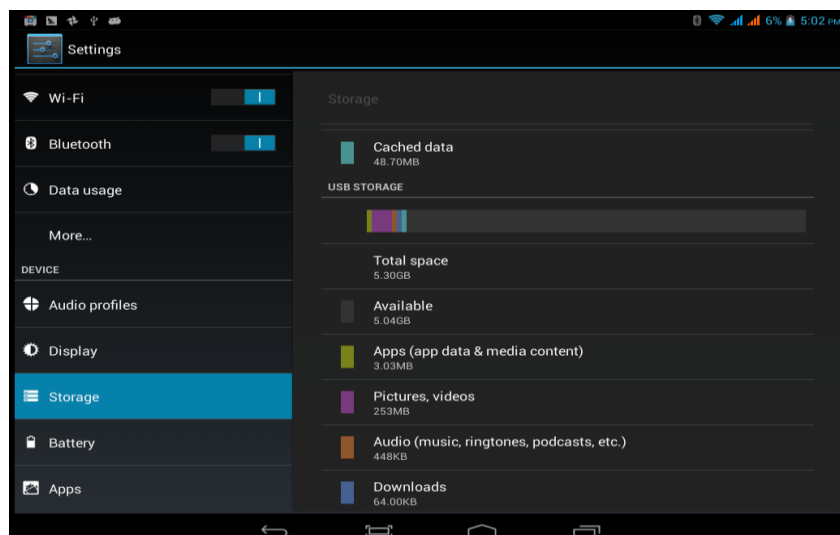 6% 5:02 PM
Settings
Wi-Fi
Bluetooth
Data usage
More...
DEVICE
Audio profiles
Display
Storage
Battery
Apps
Storage
Cached data
48.70MB
USB STORAGE
Total space
5.30GB
Available
5.04GB
Apps (app data & media content)
3.03MB
Pictures, videos
253MB
Audio (music, ringtones, podcasts, etc.)
448KB
Downloads
64.00KB